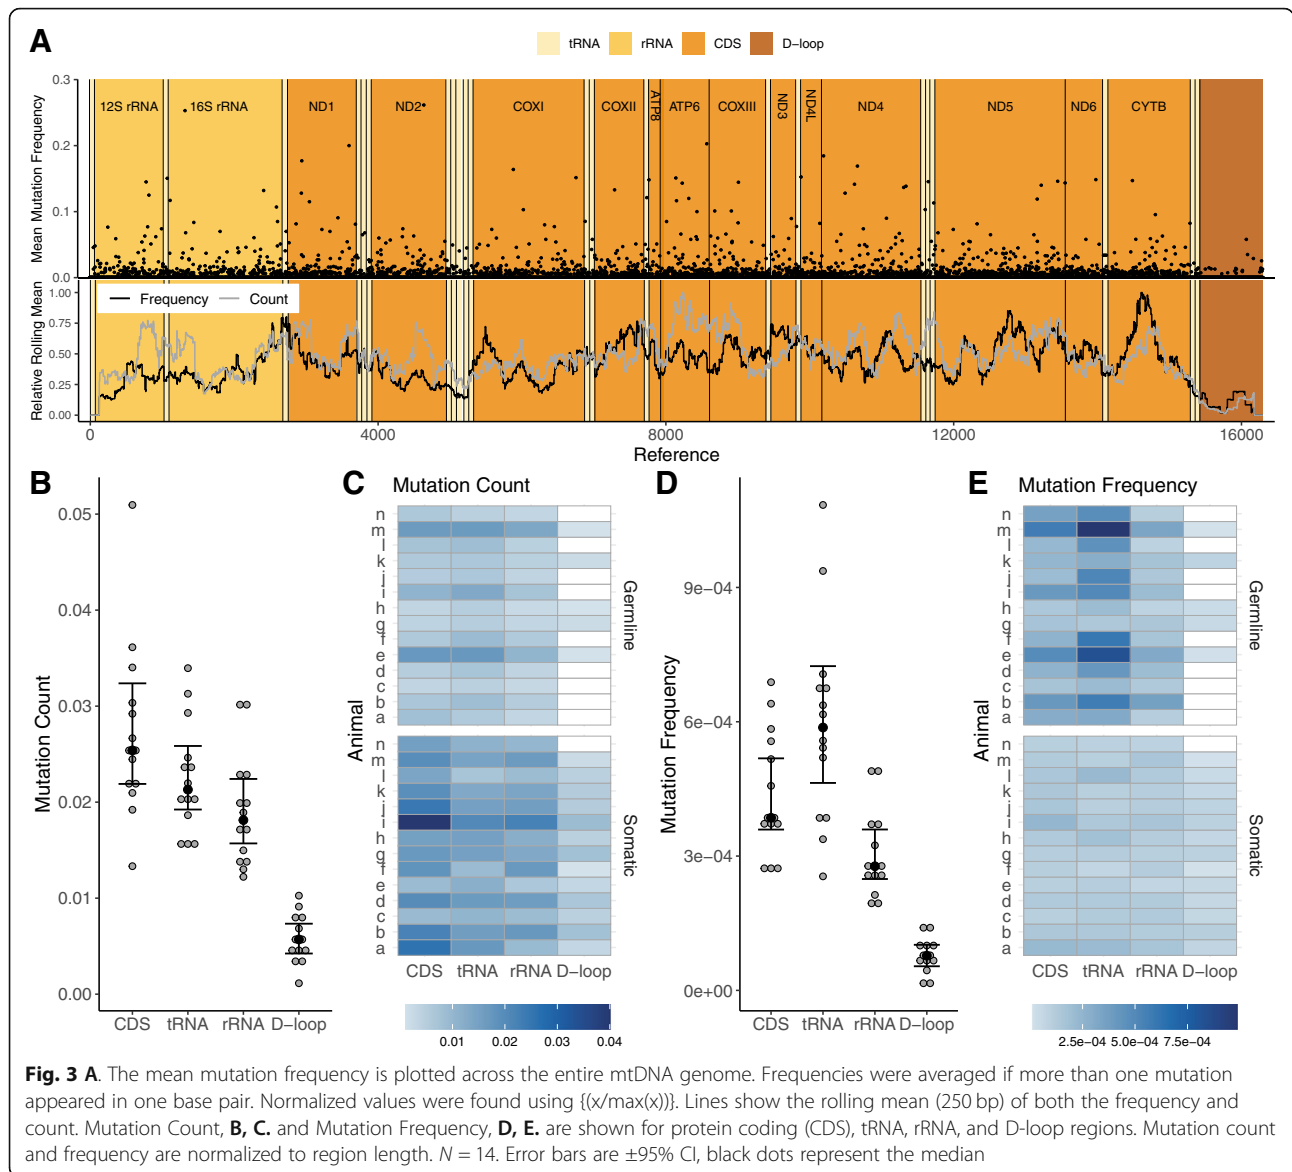 A
tRNA rRNA CDS D−loop
Mean Mutation Frequency
0.3
0.2
0.1
0.0
12S rRNA 16S rRNA ND1 ND2 COXI COXII ATP8 ATP6 COXIII ND3 ND4L ND4 ND5 ND6 CYTB
Relative Rolling Mean
1.00
0.75
0.50
0.25
0.00
Frequency Count
0 4000 8000 12000 16000
Reference
B
Mutation Count
0.05
0.04
0.03
0.02
0.01
0.00
CDS tRNA rRNA D−loop
C Mutation Count
Animal
n
m
l
k
j
i
h
g
f
e
d
c
b
a
Germline
n
m
l
k
j
i
h
g
f
e
d
c
b
a
Somatic
CDS tRNA rRNA D−loop
0.01 0.02 0.03 0.04
D
Mutation Frequency
9e−04
6e−04
3e−04
0e+00
CDS tRNA rRNA D−loop
E Mutation Frequency
Animal
n
m
l
k
j
i
h
g
f
e
d
c
b
a
Germline
n
m
l
k
j
i
h
g
f
e
d
c
b
a
Somatic
CDS tRNA rRNA D−loop
2.5e−04 5.0e−04 7.5e−04
Fig. 3 A. The mean mutation frequency is plotted across the entire mtDNA genome. Frequencies were averaged if more than one mutation
appeared in one base pair. Normalized values were found using {(x/max(x))}. Lines show the rolling mean (250 bp) of both the frequency and
count. Mutation Count, B, C. and Mutation Frequency, D, E. are shown for protein coding (CDS), tRNA, rRNA, and D-loop regions. Mutation count
and frequency are normalized to region length. N = 14. Error bars are ±95% CI, black dots represent the median